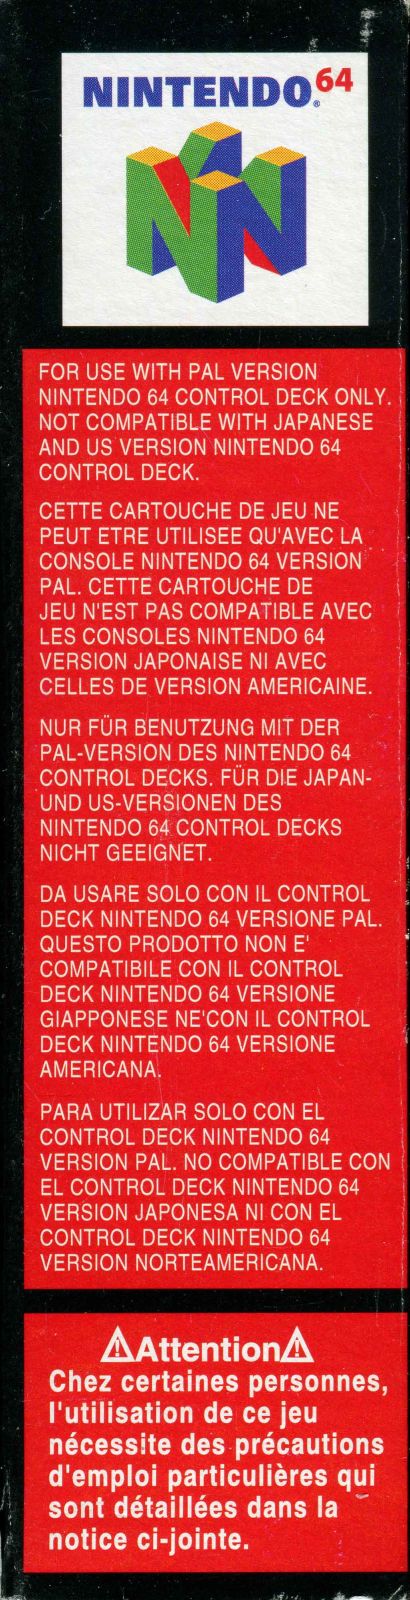 NINTENDO64®
FOR USE WITH PAL VERSION
NINTENDO 64 CONTROL DECK ONLY.
NOT COMPATIBLE WITH JAPANESE
AND US VERSION NINTENDO 64
CONTROL DECK.
CETTE CARTOUCHE DE JEU NE
PEUT ETRE UTILISEE QU'AVEC LA
CONSOLE NINTENDO 64 VERSION
PAL. CETTE CARTOUCHE DE
JEU N'EST PAS COMPATIBLE AVEC
LES CONSOLES NINTENDO 64
VERSION JAPONAISE NI AVEC
CELLES DE VERSION AMERICAINE.
NUR FÜR BENUTZUNG MIT DER
PAL-VERSION DES NINTENDO 64
CONTROL DECKS. FÜR DIE JAPAN-
UND US-VERSIONEN DES
NINTENDO 64 CONTROL DECKS
NICHT GEEIGNET.
DA USARE SOLO CON IL CONTROL
DECK NINTENDO 64 VERSIONE PAL.
QUESTO PRODOTTO NON E'
COMPATIBILE CON IL CONTROL
DECK NINTENDO 64 VERSIONE
GIAPPONESE NE'CON IL CONTROL
DECK NINTENDO 64 VERSIONE
AMERICANA.
PARA UTILIZAR SOLO CON EL
CONTROL DECK NINTENDO 64
VERSION PAL. NO COMPATIBLE CON
EL CONTROL DECK NINTENDO 64
VERSION JAPONESA NI CON EL
CONTROL DECK NINTENDO 64
VERSION NORTEAMERICANA.
⚠Attention⚠
Chez certaines personnes,
l'utilisation de ce jeu
nécessite des précautions
d'emploi particulières qui
sont détaillées dans la
notice ci-jointe.